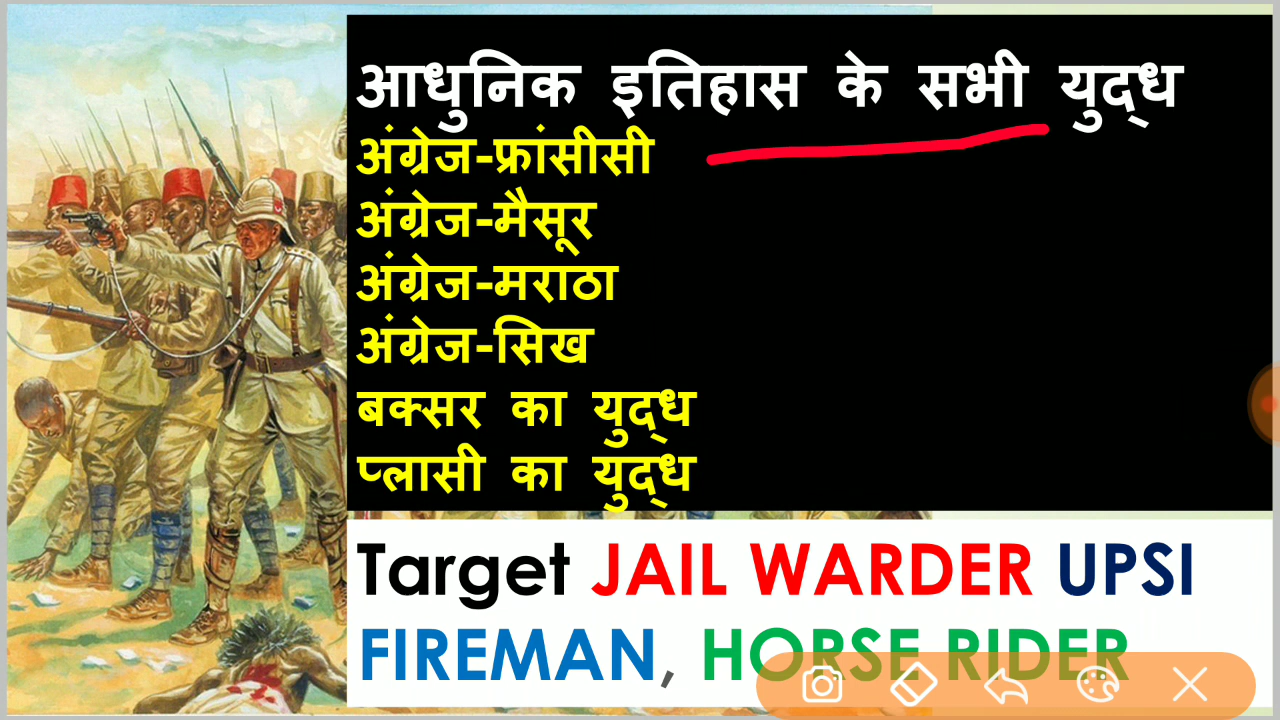 आधुनिक इतिहास के सभी युद्ध
अंग्रेज-फ्रांसीसी
अंग्रेज-मैसूर
अंग्रेज-मराठा
अंग्रेज-सिख
बक्सर का युद्ध
प्लासी का युद्ध
Target JAIL WARDER UPSI
FIREMAN, HORSE RIDER